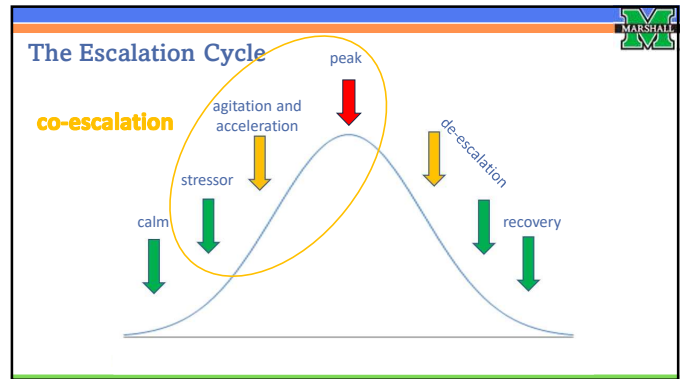 MARSHALL
The Escalation Cycle
peak
co-escalation
agitation and
acceleration
de-escalation
stressor
calm
recovery